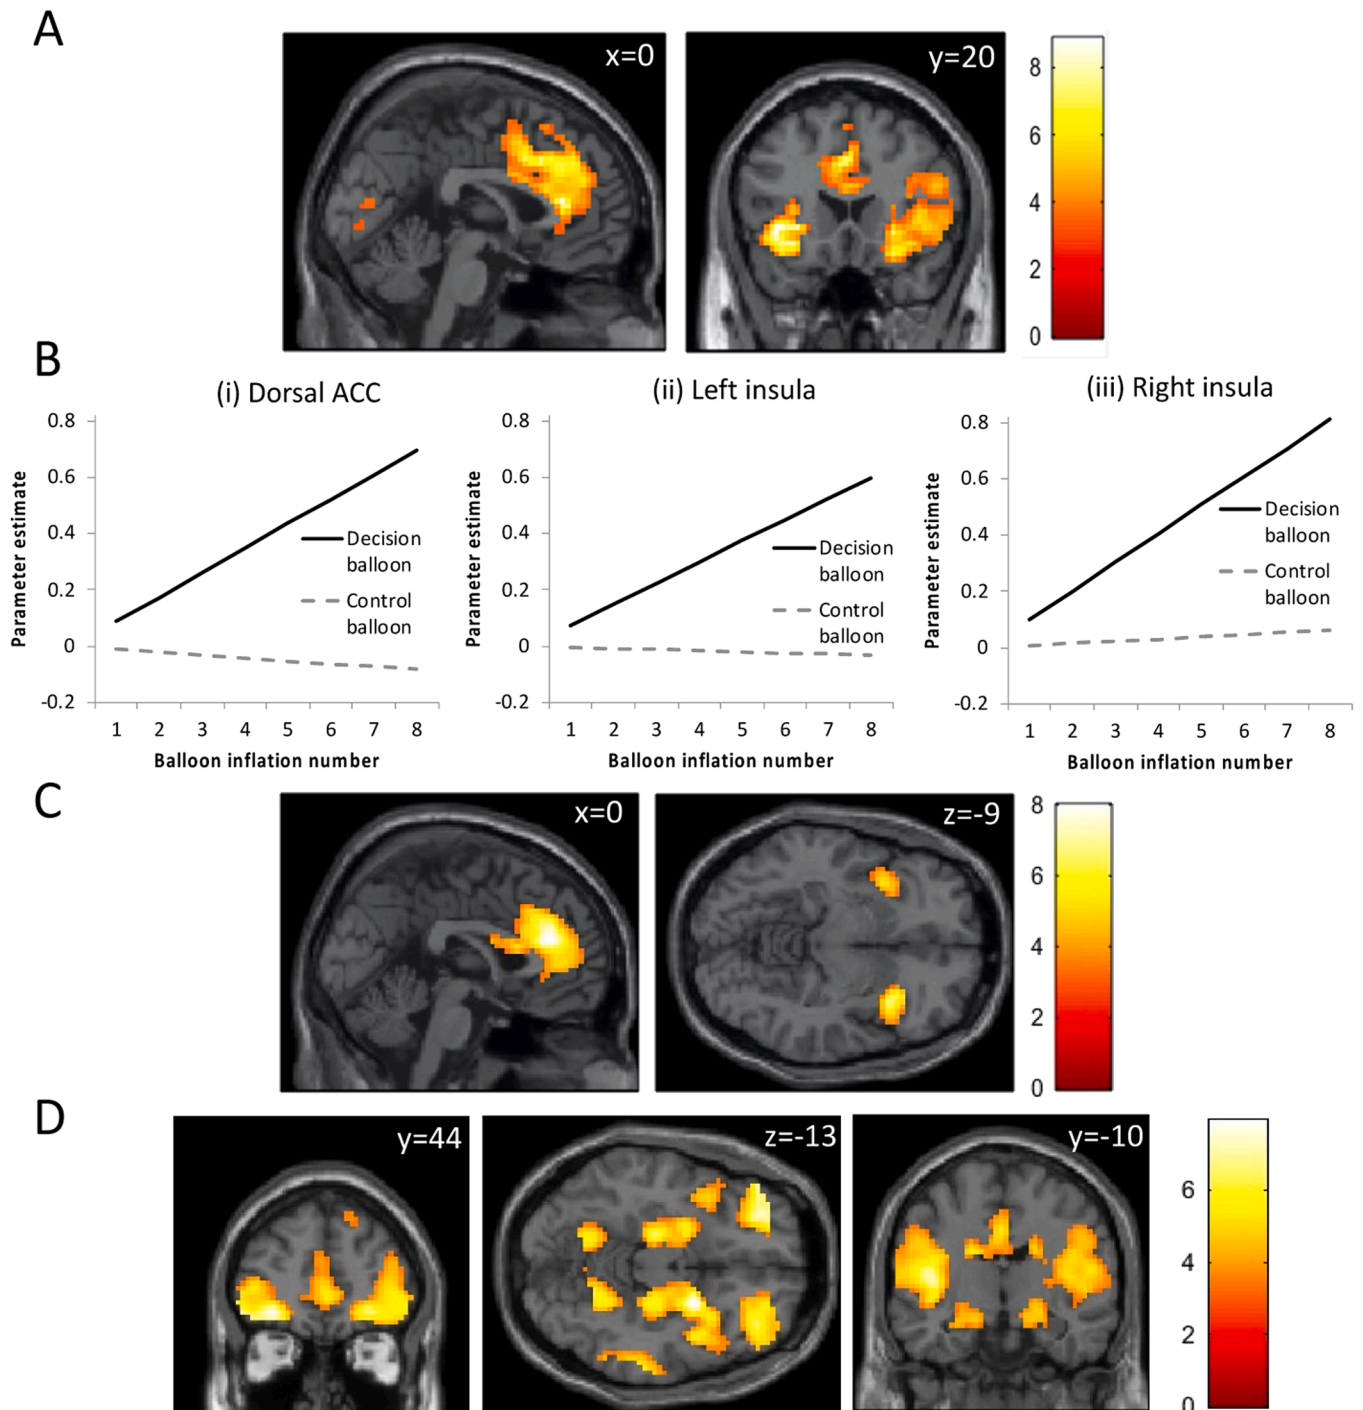 A
x=0
y=20
8
6
4
2
0
B
(i) Dorsal ACC
0.8
0.6
0.4
0.2
0
-0.2
Parameter estimate
Decision
balloon
Control
balloon
1 2 3 4 5 6 7 8
Balloon inflation number
(ii) Left insula
0.8
0.6
0.4
0.2
0
-0.2
Parameter estimate
Decision
balloon
Control
balloon
1 2 3 4 5 6 7 8
Balloon inflation number
(iii) Right insula
0.8
0.6
0.4
0.2
0
-0.2
Parameter estimate
Decision
balloon
Control
balloon
1 2 3 4 5 6 7 8
Balloon inflation number
C
x=0
z=-9
8
6
4
2
0
D
y=44
z=-13
y=-10
6
4
2
0